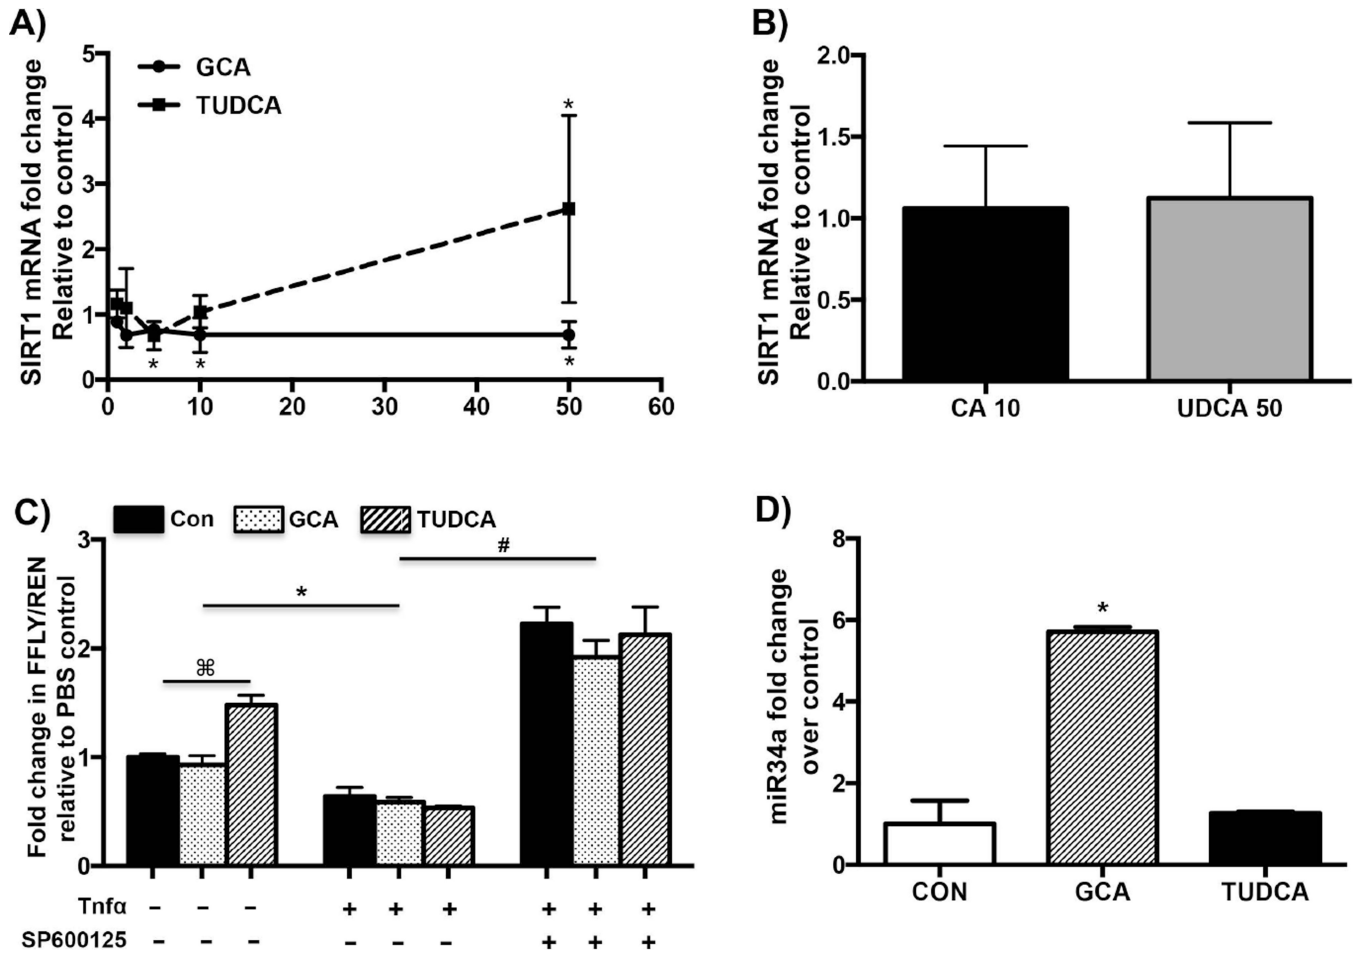 A)
SIRT1 mRNA fold change
Relative to control
5
4
3
2
1
0
GCA
TUDCA
*
*
*
*
0 10 20 30 40 50 60
B)
SIRT1 mRNA fold change
Relative to control
2.0
1.5
1.0
0.5
0.0
CA 10 UDCA 50
C)
Con GCA TUDCA
Fold change in FFLY/REN
relative to PBS control
3
2
1
0
⌘
*
#
Tnfα − − − + + + + + +
SP600125 − − − − − − + + +
D)
miR34a fold change
over control
8
6
4
2
0
*
CON GCA TUDCA